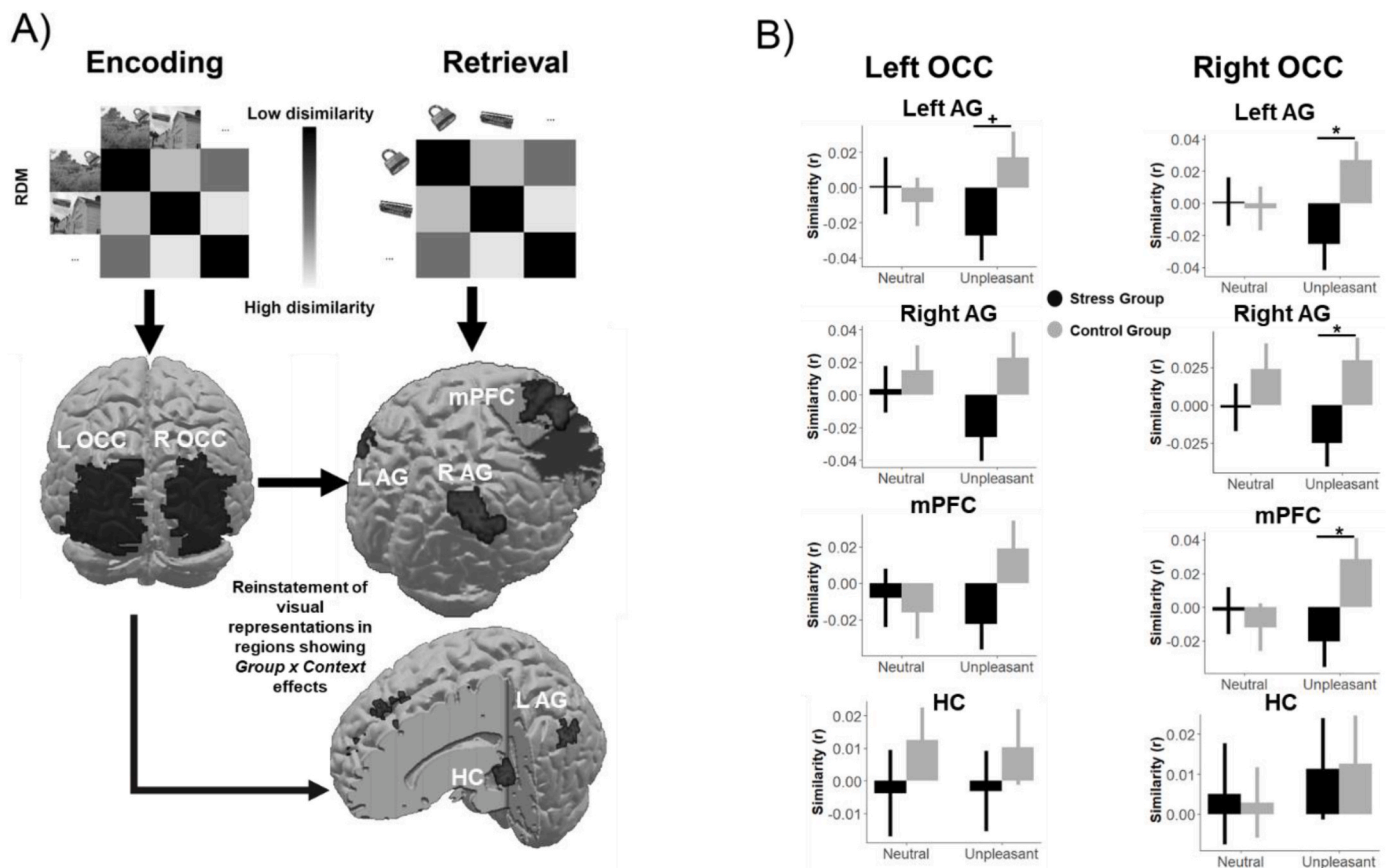 A)
Encoding
Retrieval
Low disimilarity
High disimilarity
RDM
...
...
...
...
L OCC
R OCC
mPFC
L AG
R AG
Reinstatement of
visual
representations in
regions showing
Group x Context
effects
L AG
HC
B)
Left OCC
Right OCC
Left AG
+
Similarity (r)
0.02
0.00
-0.02
-0.04
Neutral
Unpleasant
Left AG
*
Similarity (r)
0.04
0.02
0.00
-0.02
-0.04
Neutral
Unpleasant
Stress Group
Control Group
Right AG
Similarity (r)
0.04
0.02
0.00
-0.02
-0.04
Neutral
Unpleasant
Right AG
*
Similarity (r)
0.025
0.000
-0.025
Neutral
Unpleasant
mPFC
Similarity (r)
0.02
0.00
-0.02
Neutral
Unpleasant
mPFC
*
Similarity (r)
0.04
0.02
0.00
-0.02
Neutral
Unpleasant
HC
Similarity (r)
0.02
0.01
0.00
-0.01
Neutral
Unpleasant
HC
Similarity (r)
0.02
0.01
0.00
Neutral
Unpleasant